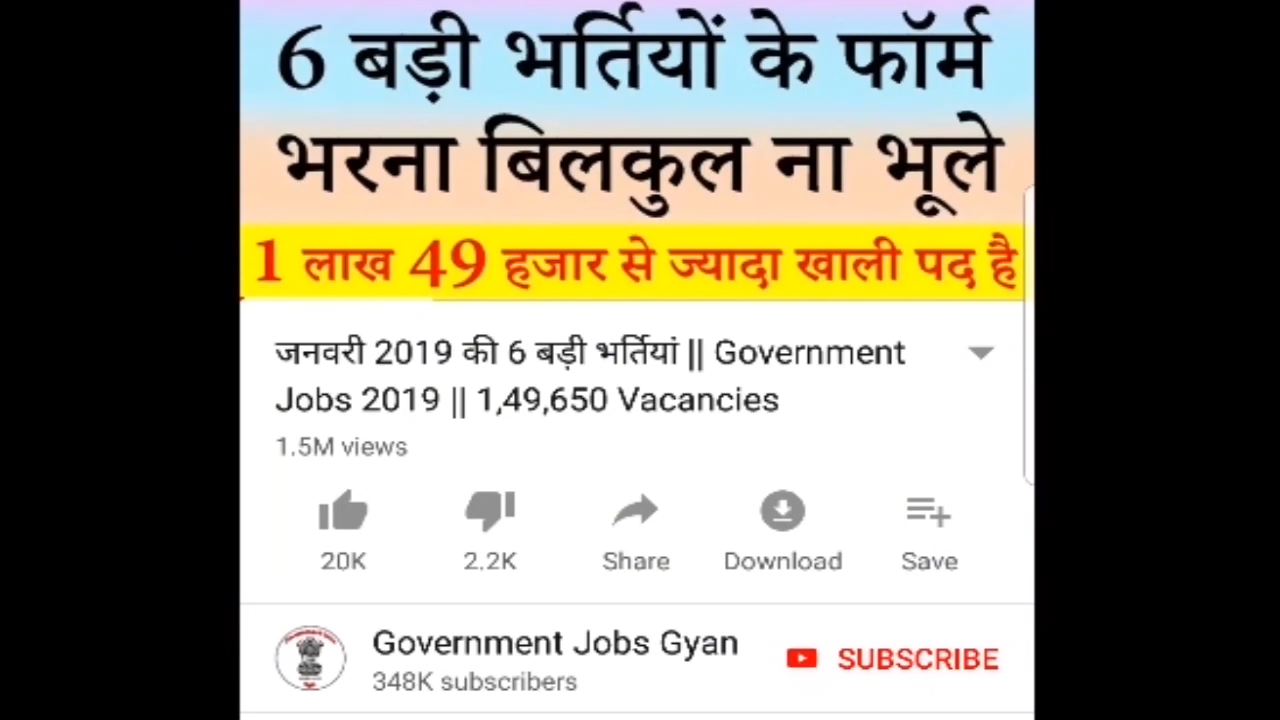 6 बड़ी भर्तियों के फॉर्म
भरना बिलकुल ना भूले
1 लाख 49 हजार से ज्यादा खाली पद है
जनवरी 2019 की 6 बड़ी भर्तियां || Government
Jobs 2019 || 1,49,650 Vacancies
1.5M views
20K 2.2K Share Download Save
Government Jobs Gyan
348K subscribers
SUBSCRIBE